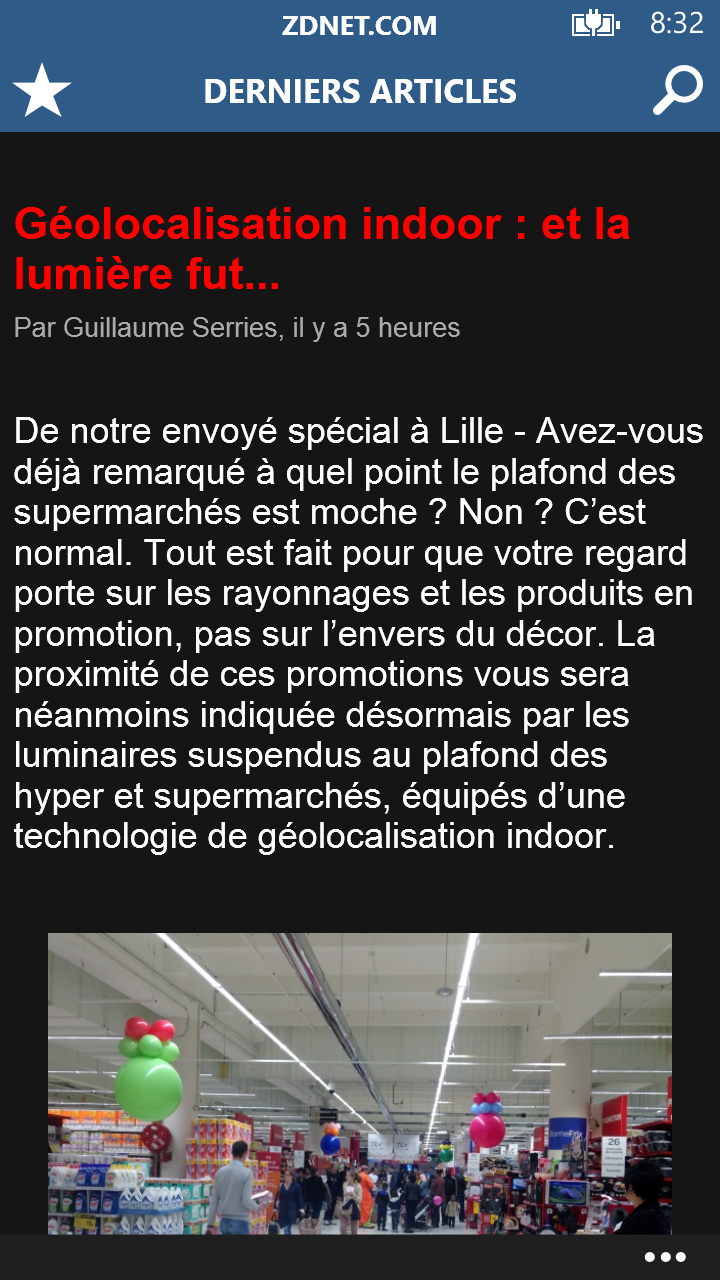 ZDNET.COM
8:32
DERNIERS ARTICLES
Géolocalisation indoor : et la
lumière fut...
Par Guillaume Serries, il y a 5 heures
De notre envoyé spécial à Lille - Avez-vous
déjà remarqué à quel point le plafond des
supermarchés est moche ? Non ? C’est
normal. Tout est fait pour que votre regard
porte sur les rayonnages et les produits en
promotion, pas sur l’envers du décor. La
proximité de ces promotions vous sera
néanmoins indiquée désormais par les
luminaires suspendus au plafond des
hyper et supermarchés, équipés d’une
technologie de géolocalisation indoor.
26